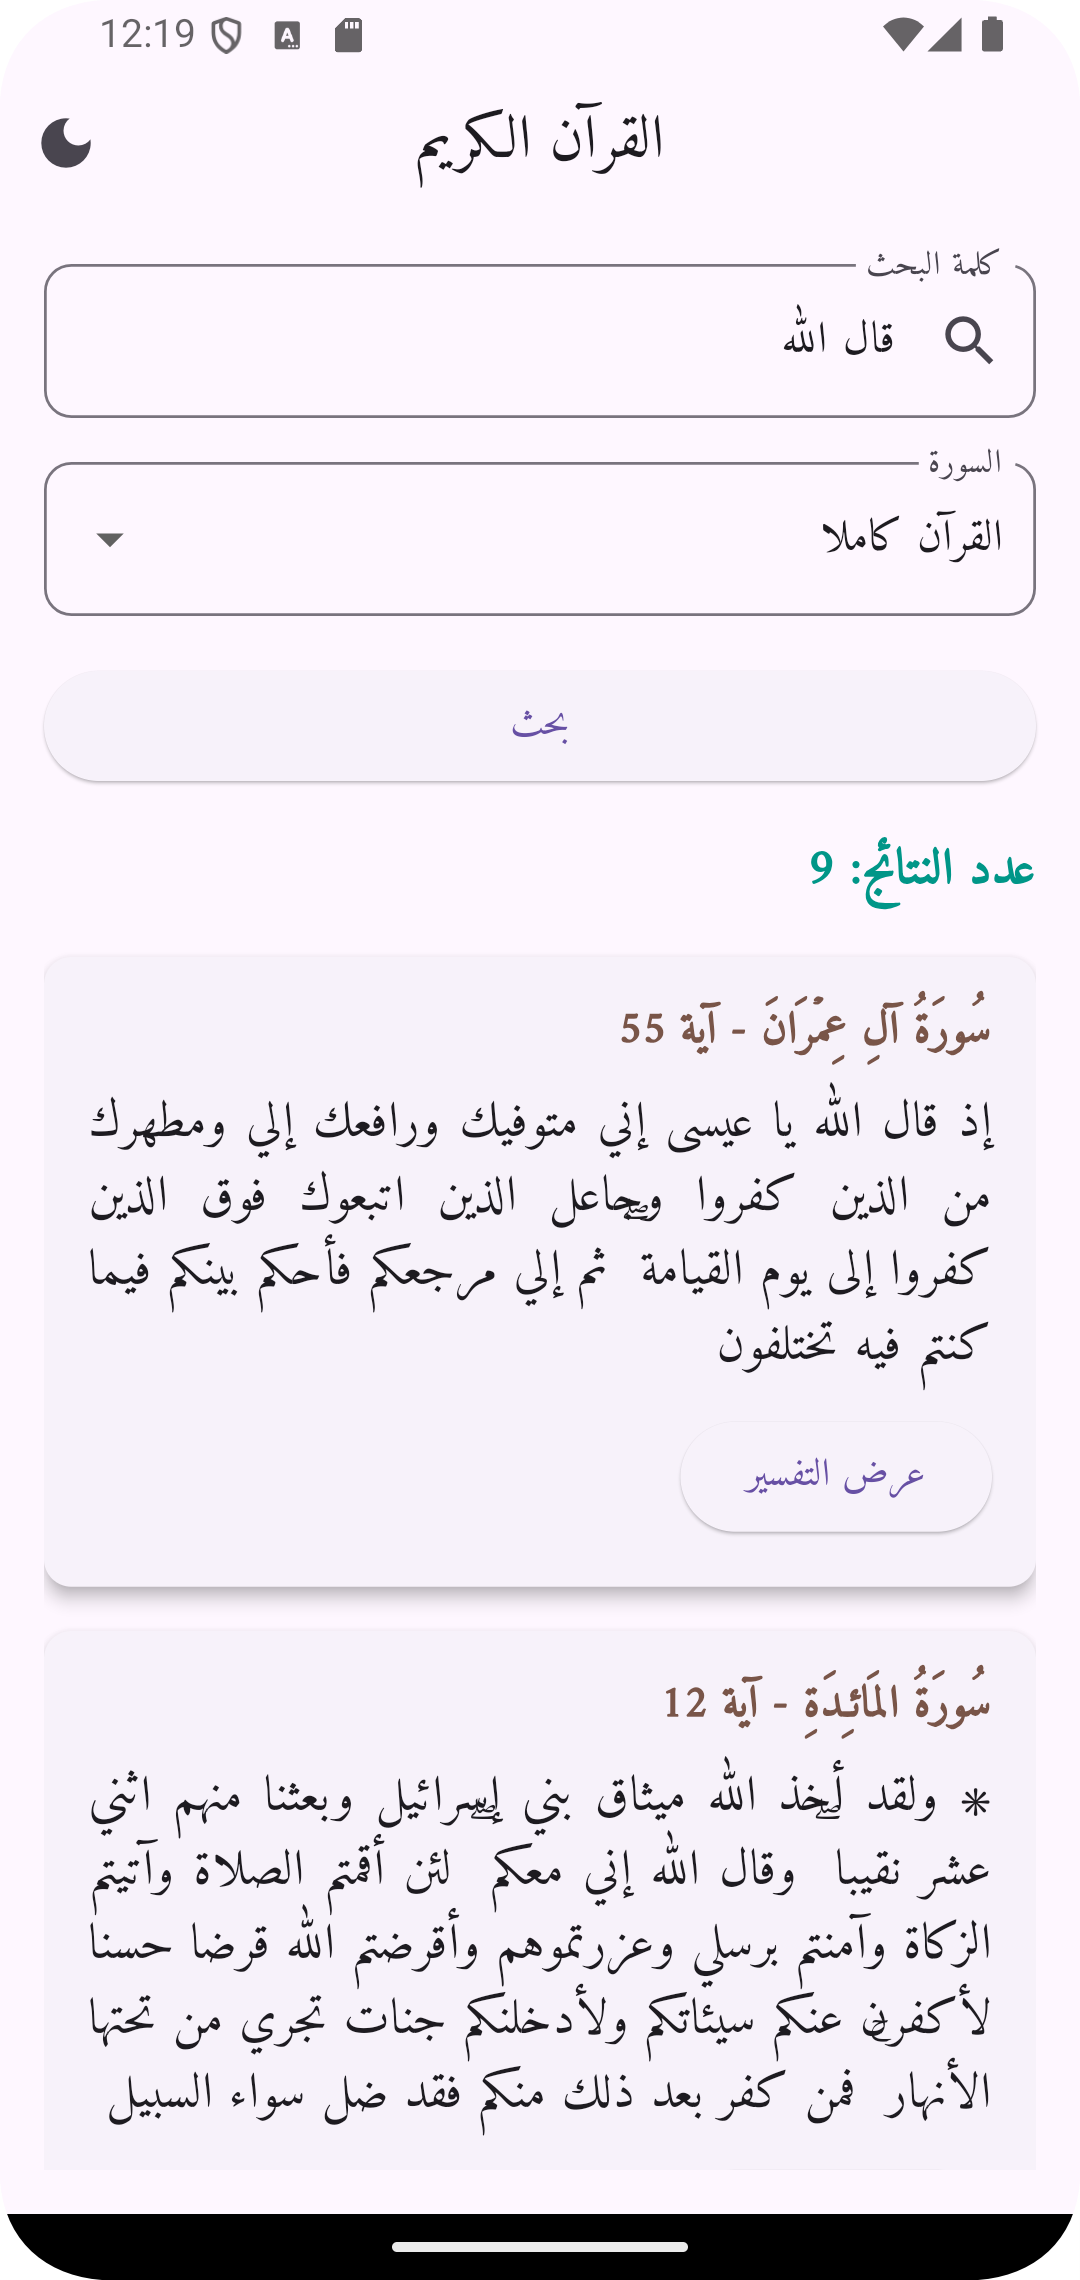 12:19
القرآن الكريم
كلمة البحث
قال الله
السورة
القرآن كاملا
بحث
عدد النتائج: 9
سُورَةُ آلِ عِمۡرَانَ - آية 55
إذ قال الله يا عيسى إني متوفيك ورافعك إلي ومطهرك
من الذين كفروا وجاعل الذين اتبعوك فوق الذين
كفروا إلى يوم القيامة ثم إلي مرجعكم فأحكم بينكم فيما
كنتم فيه تختلفون
عرض التفسير
سُورَةُ المَائـِدَةِ - آية 12
* ولقد أخذ الله ميثاق بني إسرائيل وبعثنا منهم اثني
عشر نقيبا وقال الله إني معكم لئن أقمتم الصلاة وآتيتم
الزكاة وآمنتم برسلي وعزرتموهم وأقرضتم الله قرضا حسنا
لأكفرن عنكم سيئاتكم ولأدخلنكم جنات تجري من تحتها
الأنهار فمن كفر بعد ذلك منكم فقد ضل سواء السبيل